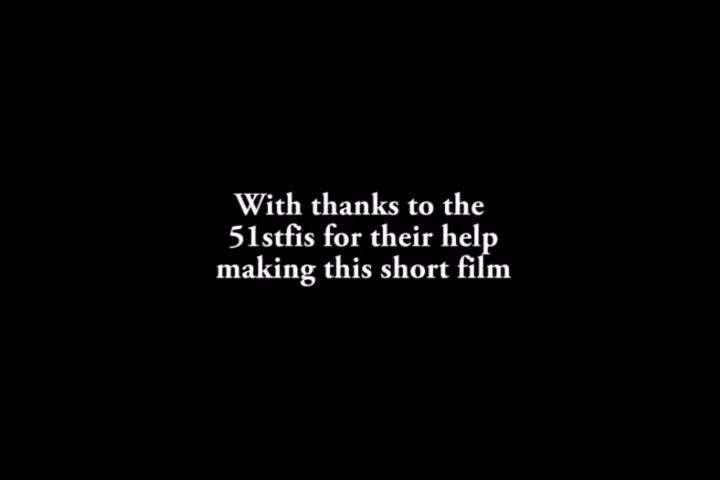 With thanks to the
51stfis for their help
making this short film